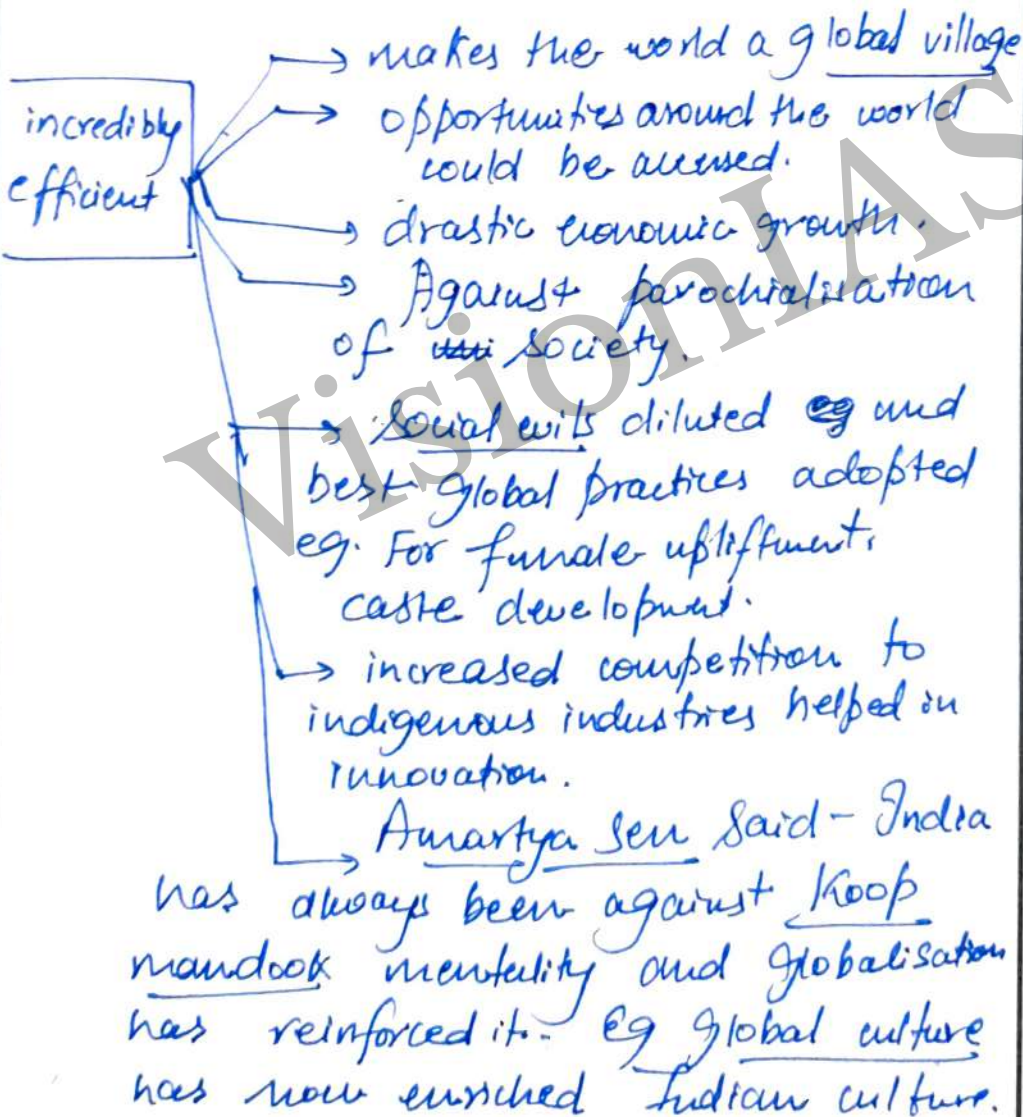 incredibly
efficient
→ makes the world a global village
→ opportunities around the world
could be accessed.
→ drastic economic growth.
→ Against parochialisation
of society.
→ Social evils diluted and
best global practices adopted
eg. For female upliftment,
caste development.
→ increased competition to
indigenous industries helped in
innovation.
→ Amartya Sen Said - India
has always been against Koop
mandook mentality and globalisation
has reinforced it. Eg global culture
has now enriched Indian culture.
VisionIAS